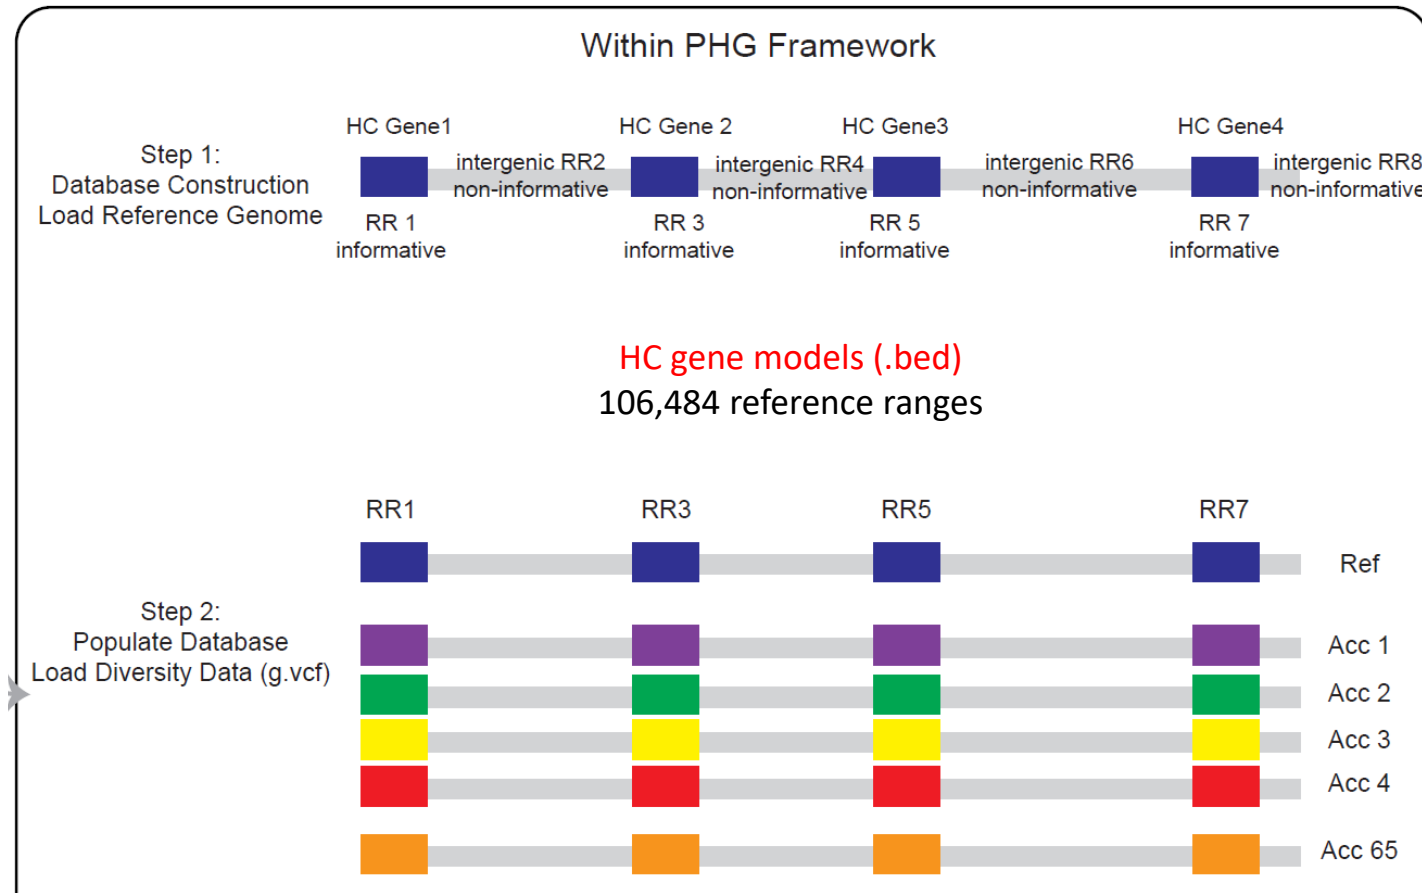 Within PHG Framework
Step 1:
Database Construction
Load Reference Genome
HC Gene1
HC Gene 2
HC Gene3
HC Gene4
intergenic RR2
non-informative
intergenic RR4
non-informative
intergenic RR6
non-informative
intergenic RR8
non-informative
RR 1
informative
RR 3
informative
RR 5
informative
RR 7
informative
HC gene models (.bed)
106,484 reference ranges
Step 2:
Populate Database
Load Diversity Data (g.vcf)
RR1
RR3
RR5
RR7
Ref
Acc 1
Acc 2
Acc 3
Acc 4
Acc 65